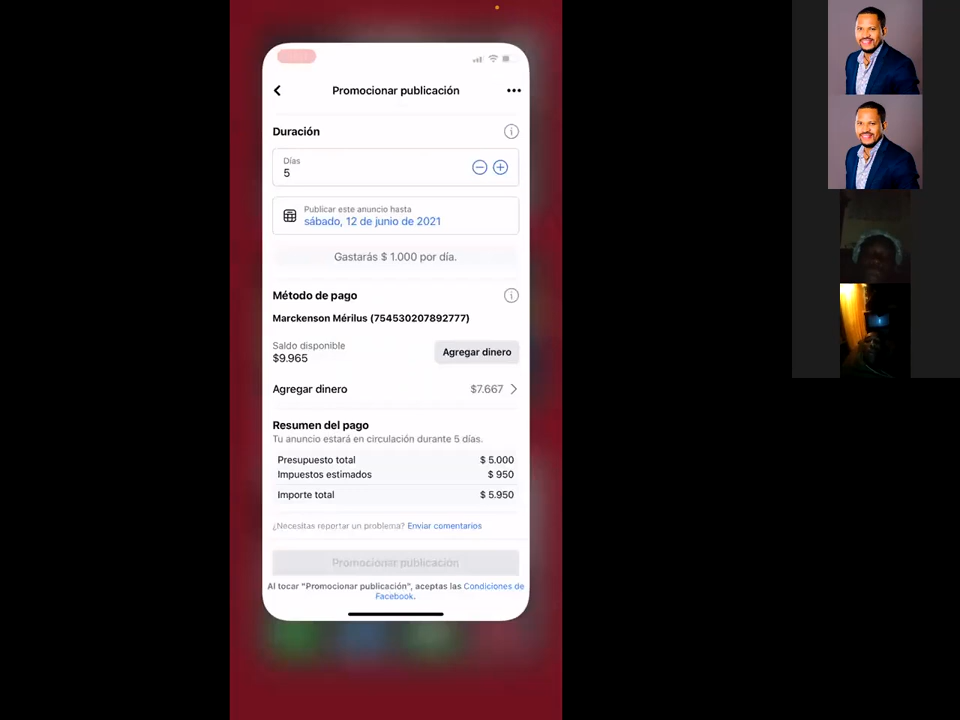 Promocionar publicación
Duración
Días
5
Publicar este anuncio hasta
sábado, 12 de junio de 2021
Gastarás $ 1.000 por día.
Método de pago
Marckenson Mérilus (754530207892777)
Saldo disponible
$9.965
Agregar dinero
Agregar dinero $7.667
Resumen del pago
Tu anuncio estará en circulación durante 5 días.
Presupuesto total $ 5.000
Impuestos estimados $ 950
Importe total $ 5.950
¿Necesitas reportar un problema? Enviar comentarios
Promocionar publicación
Al tocar "Promocionar publicación", aceptas las Condiciones de
Facebook.